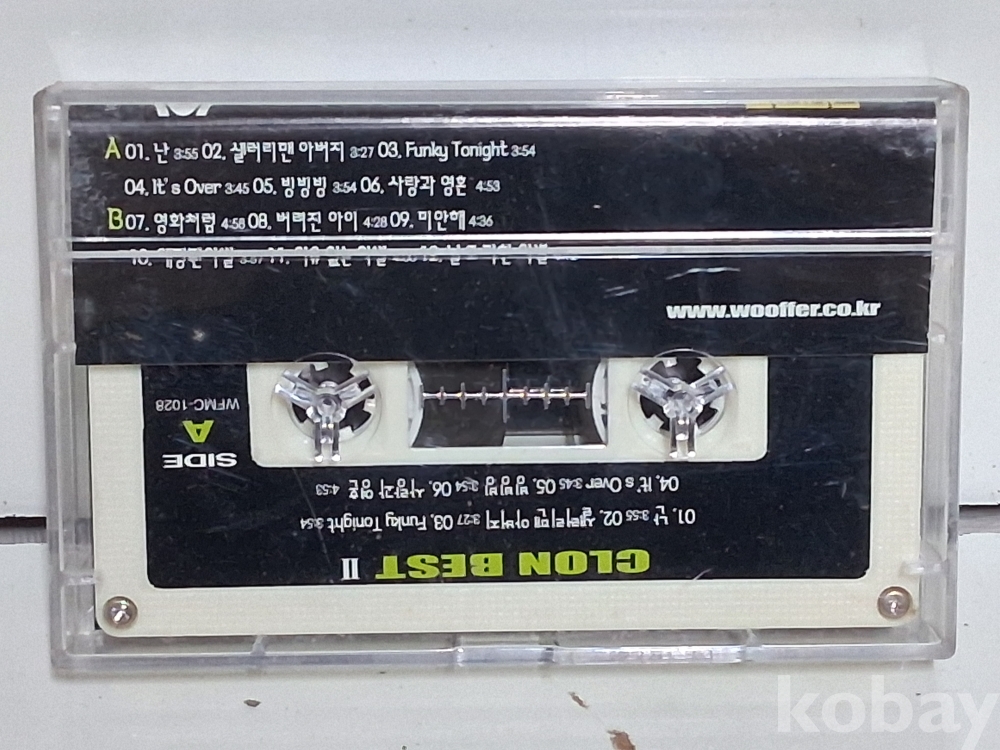 A 01. 난 3:55 02. 샐러리맨 아버지 3:27 03. Funky Tonight 3:54
04. It's Over 3:45 05. 빙빙빙 3:54 06. 사랑과 영혼 4:53
B 07. 영화처럼 4:58 08. 버려진 아이 4:28 09. 미안해 4:36
www.wooffer.co.kr
WFMC-1028
SIDE A
04. It's Over 3:45 05. 빙빙빙 3:54 06. 사랑과 영혼 4:53
01. 난 3:55 02. 샐러리맨 아버지 3:27 03. Funky Tonight 3:54
CLON BEST II
kobay